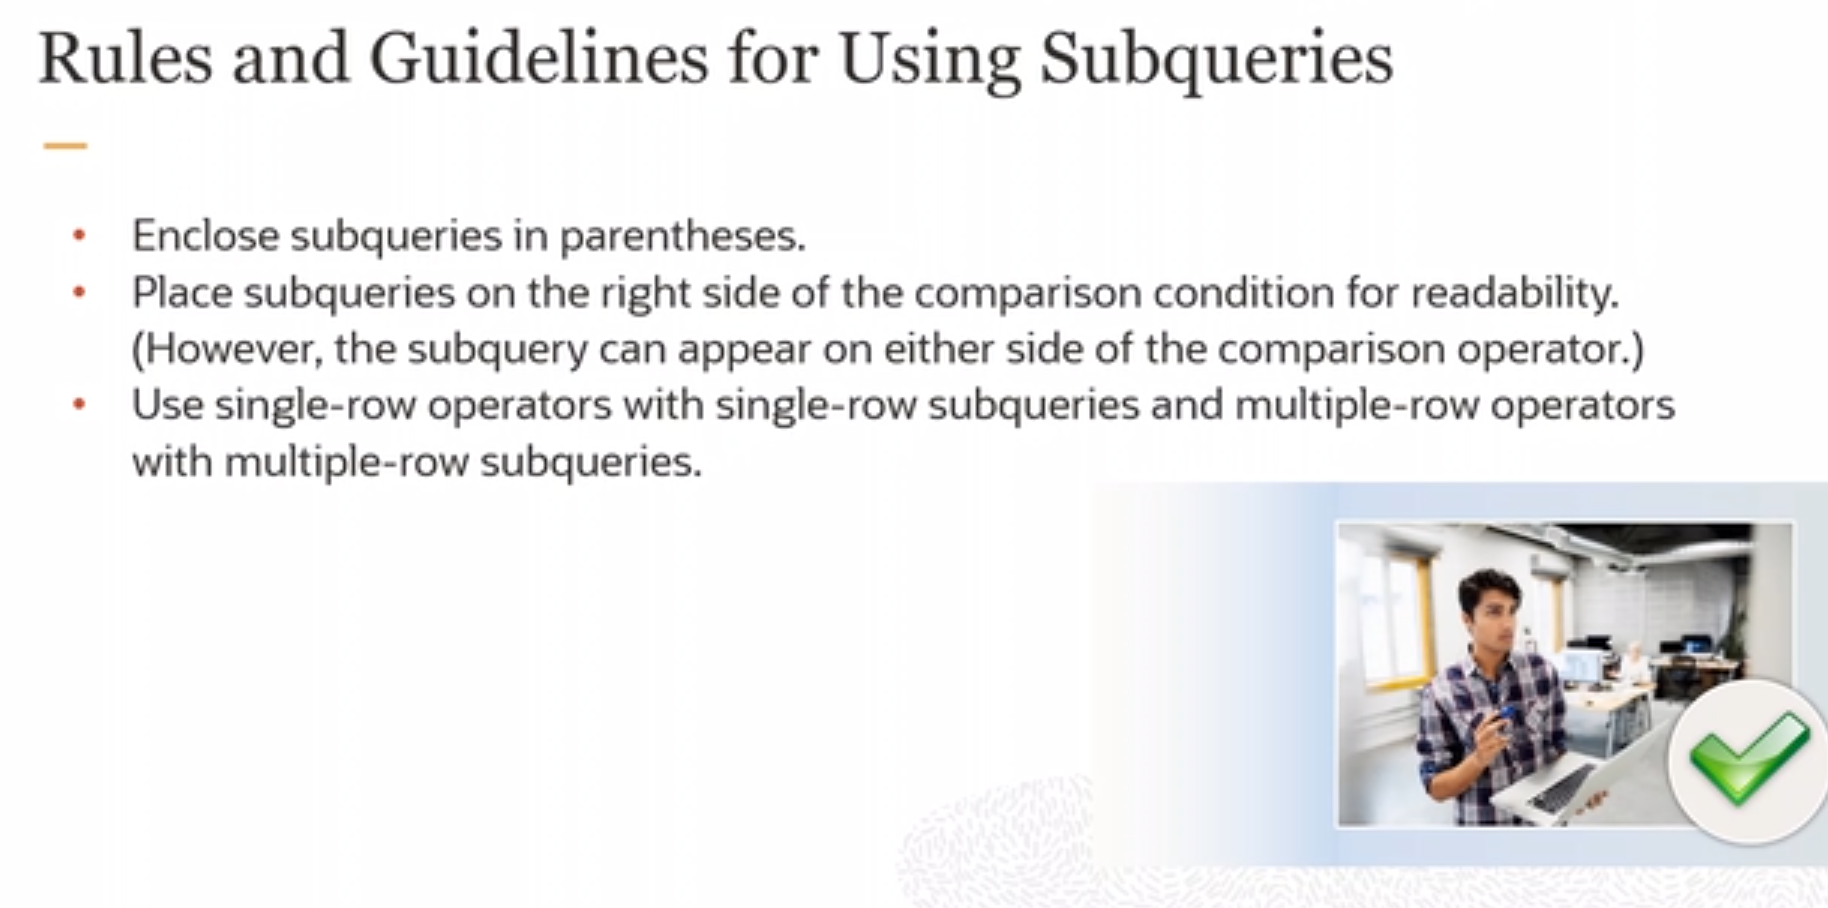 Rules and Guidelines for Using Subqueries
• Enclose subqueries in parentheses.
• Place subqueries on the right side of the comparison condition for readability.
(However, the subquery can appear on either side of the comparison operator.)
• Use single-row operators with single-row subqueries and multiple-row operators
with multiple-row subqueries.